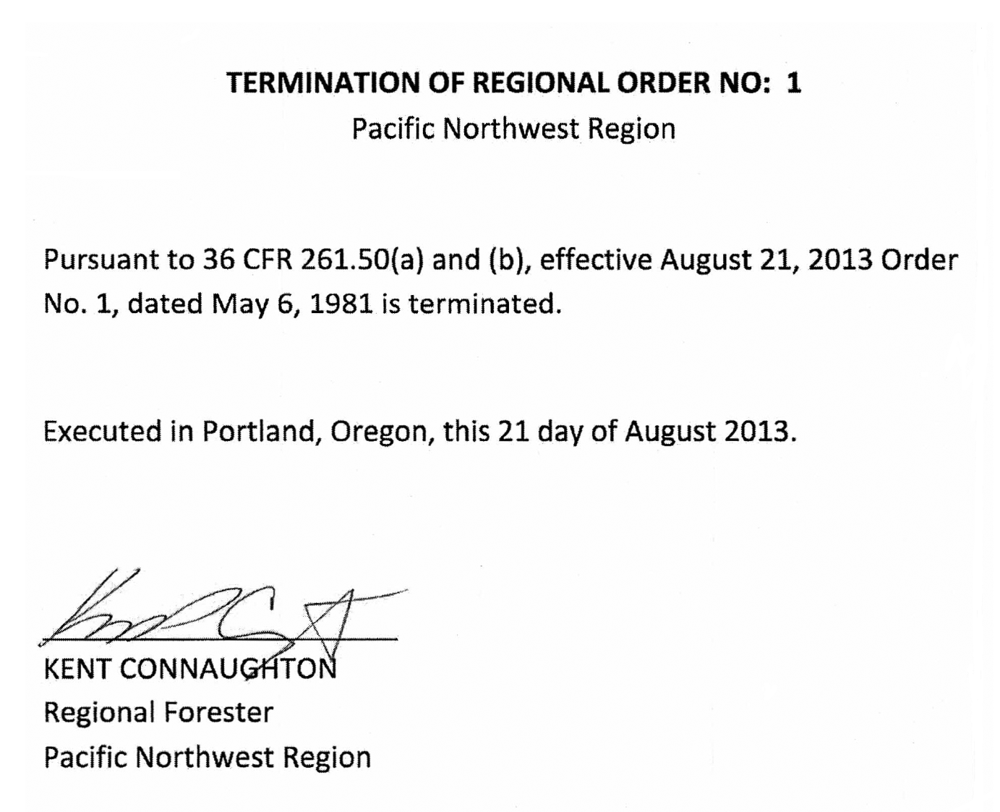 TERMINATION OF REGIONAL ORDER NO: 1
Pacific Northwest Region
Pursuant to 36 CFR 261.50(a) and (b), effective August 21, 2013 Order
No. 1, dated May 6, 1981 is terminated.
Executed in Portland, Oregon, this 21 day of August 2013.
KENT CONNAUGHTON
Regional Forester
Pacific Northwest Region